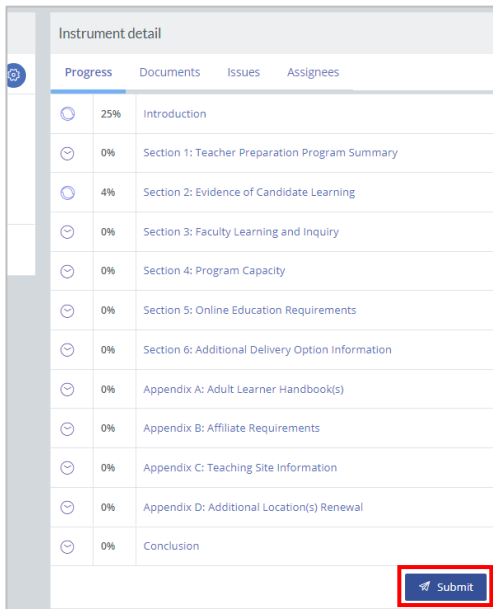 Instrument detail
Progress Documents Issues Assignees
25% Introduction
0% Section 1: Teacher Preparation Program Summary
4% Section 2: Evidence of Candidate Learning
0% Section 3: Faculty Learning and Inquiry
0% Section 4: Program Capacity
0% Section 5: Online Education Requirements
0% Section 6: Additional Delivery Option Information
0% Appendix A: Adult Learner Handbook(s)
0% Appendix B: Affiliate Requirements
0% Appendix C: Teaching Site Information
0% Appendix D: Additional Location(s) Renewal
0% Conclusion
Submit